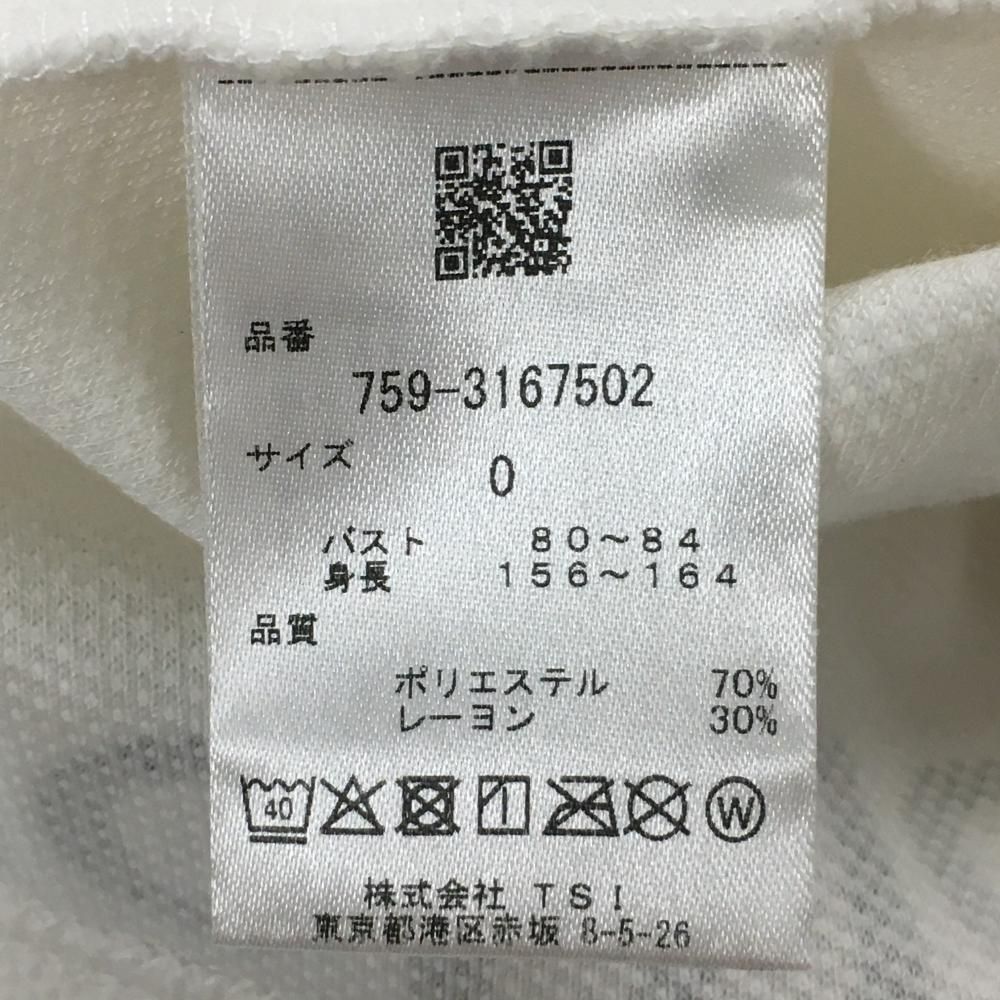 品番
759-3167502
サイズ 0
バスト 80～84
身長 156～164
品質
ポリエステル 70%
レーヨン 30%
40 W
株式会社 TSI
東京都港区赤坂 8-5-26